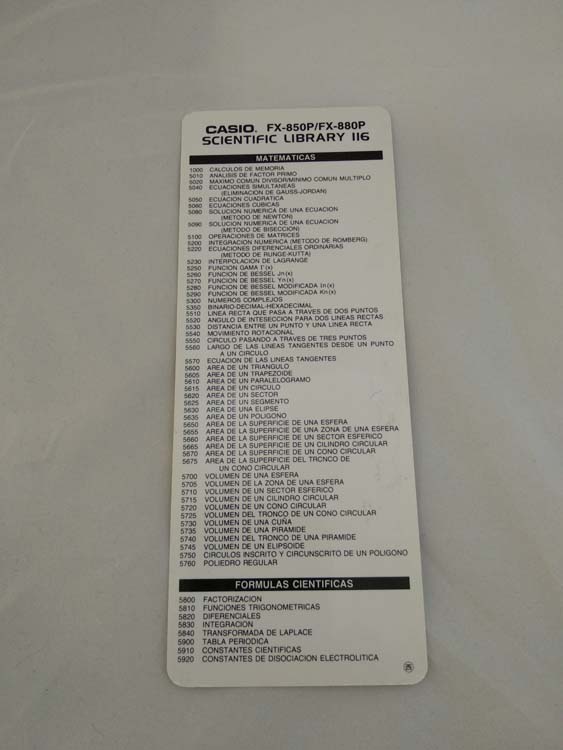 CASIO. FX-850P/FX-880P
SCIENTIFIC LIBRARY 116
MATEMATICAS
1000 CALCULOS DE MEMORIA
5010 ANALISIS DE FACTOR PRIMO
5020 MAXIMO COMUN DIVISOR/MINIMO COMUN MULTIPLO
5040 ECUACIONES SIMULTANEAS
(ELIMINACION DE GAUSS-JORDAN)
5050 ECUACION CUADRATICA
5060 ECUACIONES CUBICAS
5080 SOLUCION NUMERICA DE UNA ECUACION
(METODO DE NEWTON)
5090 SOLUCION NUMERICA DE UNA ECUACION
(METODO DE BISECCION)
5100 OPERACIONES DE MATRICES
5200 INTEGRACION NUMERICA (METODO DE ROMBERG)
5220 ECUACIONES DIFERENCIALES ORDINARIAS
(METODO DE RUNGE-KUTTA)
5230 INTERPOLACION DE LAGRANGE
5250 FUNCION GAMA Γ(x)
5260 FUNCION DE BESSEL Jn(x)
5270 FUNCION DE BESSEL Yn(x)
5280 FUNCION DE BESSEL MODIFICADA In(x)
5290 FUNCION DE BESSEL MODIFICADA Kn(x)
5300 NUMEROS COMPLEJOS
5350 BINARIO-DECIMAL-HEXADECIMAL
5510 LINEA RECTA QUE PASA A TRAVES DE DOS PUNTOS
5520 ANGULO DE INTESECCION PARA DOS LINEAS RECTAS
5530 DISTANCIA ENTRE UN PUNTO Y UNA LINEA RECTA
5540 MOVIMIENTO ROTACIONAL
5550 CIRCULO PASANDO A TRAVES DE TRES PUNTOS
5560 LARGO DE LAS LINEAS TANGENTES DESDE UN PUNTO
A UN CIRCULO
5570 ECUACION DE LAS LINEAS TANGENTES
5600 AREA DE UN TRIANGULO
5605 AREA DE UN TRAPEZOIDE
5610 AREA DE UN PARALELOGRAMO
5615 AREA DE UN CIRCULO
5620 AREA DE UN SECTOR
5625 AREA DE UN SEGMENTO
5630 AREA DE UNA ELIPSE
5635 AREA DE UN POLIGONO
5650 AREA DE LA SUPERFICIE DE UNA ESFERA
5655 AREA DE LA SUPERFICIE DE UNA ZONA DE UNA ESFERA
5660 AREA DE LA SUPERFICIE DE UN SECTOR ESFERICO
5665 AREA DE LA SUPERFICIE DE UN CILINDRO CIRCULAR
5670 AREA DE LA SUPERFICIE DE UN CONO CIRCULAR
5675 AREA DE LA SUPERFICIE DEL TRCNCO DE
UN CONO CIRCULAR
5700 VOLUMEN DE UNA ESFERA
5705 VOLUMEN DE LA ZONA DE UNA ESFERA
5710 VOLUMEN DE UN SECTOR ESFERICO
5715 VOLUMEN DE UN CILINDRO CIRCULAR
5720 VOLUMEN DE UN CONO CIRCULAR
5725 VOLUMEN DEL TRONCO DE UN CONO CIRCULAR
5730 VOLUMEN DE UNA CUÑA
5735 VOLUMEN DE UNA PIRAMIDE
5740 VOLUMEN DEL TRONCO DE UNA PIRAMIDE
5745 VOLUMEN DE UN ELIPSOIDE
5750 CIRCULOS INSCRITO Y CIRCUNSCRITO DE UN POLIGONO
5760 POLIEDRO REGULAR
FORMULAS CIENTIFICAS
5800 FACTORIZACION
5810 FUNCIONES TRIGONOMETRICAS
5820 DIFERENCIALES
5830 INTEGRACION
5840 TRANSFORMADA DE LAPLACE
5900 TABLA PERIODICA
5910 CONSTANTES CIENTIFICAS
5920 CONSTANTES DE DISOCIACION ELECTROLITICA